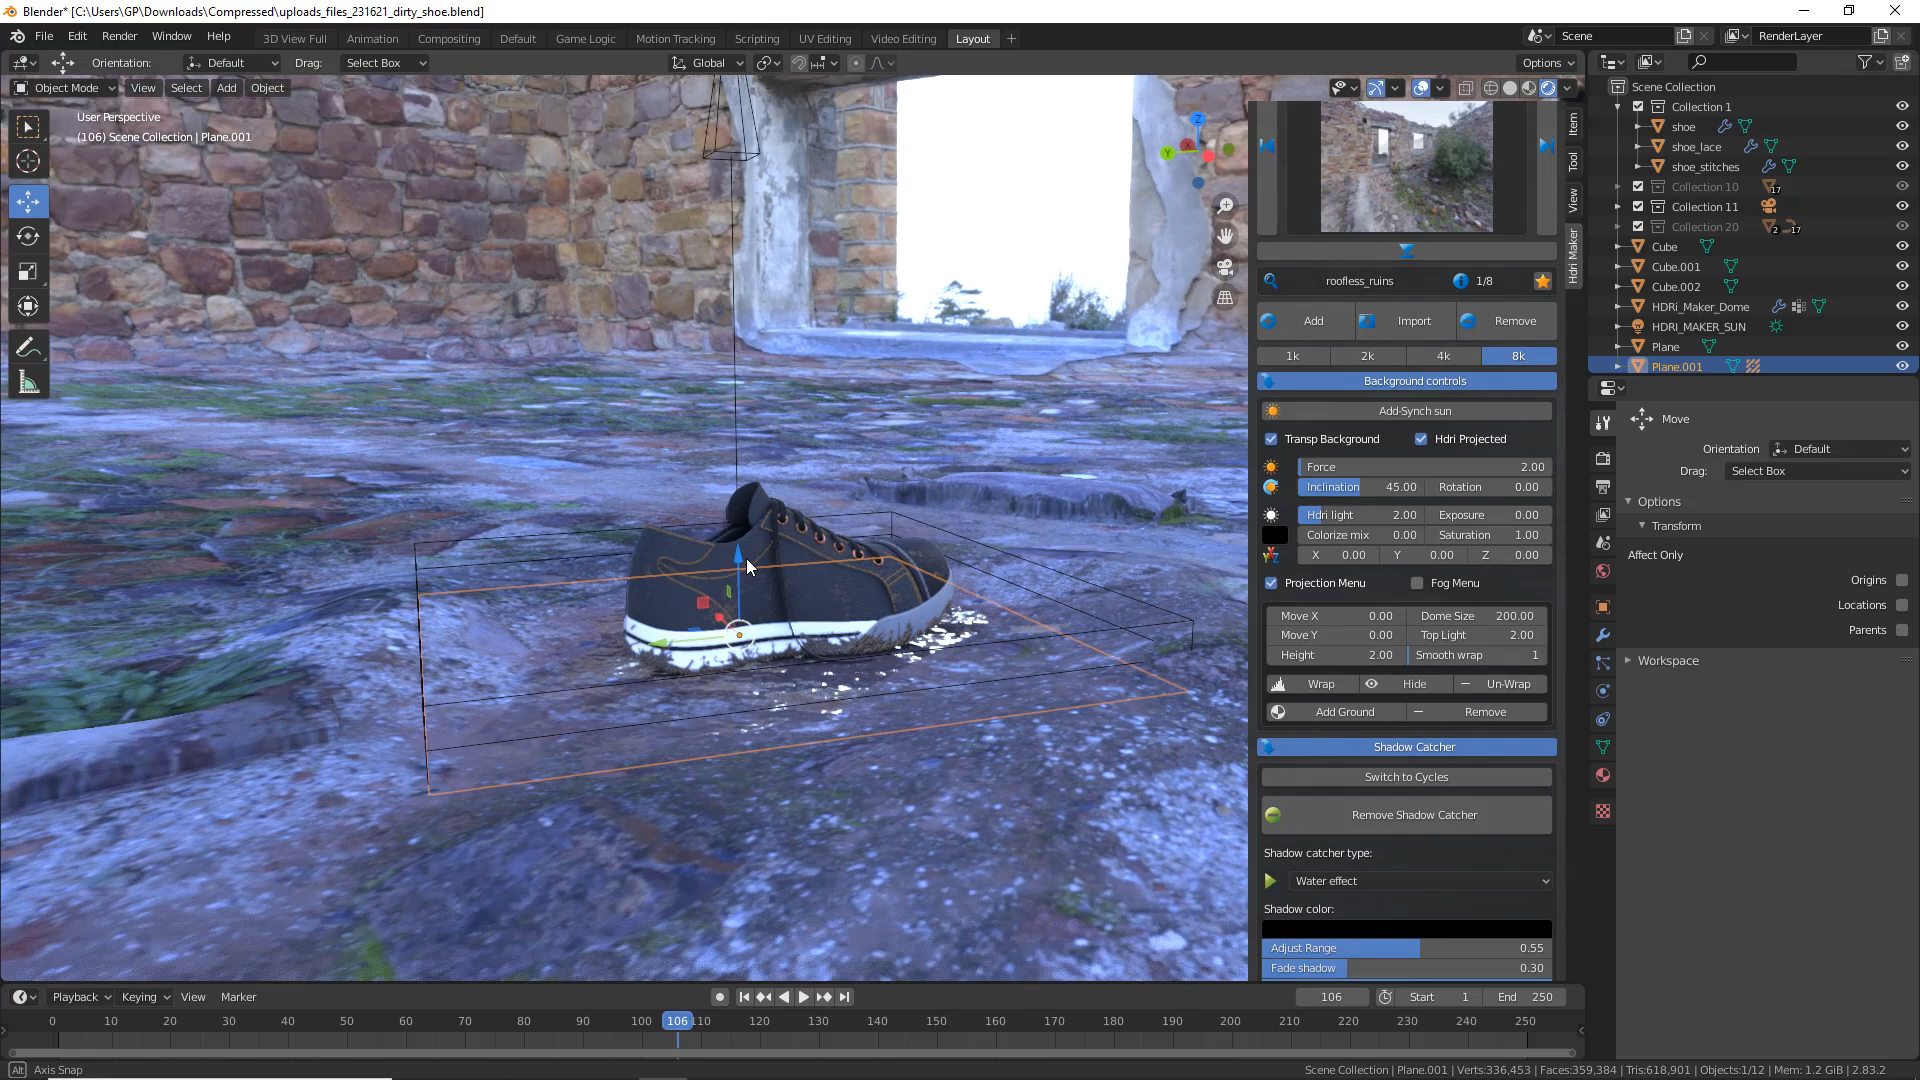 Blender* [C:\Users\GP\Downloads\Compressed\uploads_files_231621_dirty_shoe.blend]
File Edit Render Window Help
3D View Full Animation Compositing Default Game Logic Motion Tracking Scripting UV Editing Video Editing Layout
Scene RenderLayer
Orientation: Default Drag: Select Box Global Options
Object Mode View Select Add Object
User Perspective
(106) Scene Collection | Plane.001
Z
X
Y
Item
Tool
View
Hdri Maker
roofless_ruins 1/8
Add Import Remove
1k 2k 4k 8k
Background controls
Add-Synch sun
Transp Background Hdri Projected
Force 2.00
Inclination 45.00 Rotation 0.00
Hdri light 2.00 Exposure 0.00
Colorize mix 0.00 Saturation 1.00
X 0.00 Y 0.00 Z 0.00
Projection Menu Fog Menu
Move X 0.00 Dome Size 200.00
Move Y 0.00 Top Light 2.00
Height 2.00 Smooth wrap 1
Wrap Hide Un-Wrap
Add Ground Remove
Shadow Catcher
Switch to Cycles
Remove Shadow Catcher
Shadow catcher type:
Water effect
Shadow color:
Adjust Range 0.55
Fade shadow 0.30
Scene Collection
Collection 1
shoe
shoe_lace
shoe_stitches
Collection 10 17
Collection 11
Collection 20 2 17
Cube
Cube.001
Cube.002
HDRi_Maker_Dome
HDRI_MAKER_SUN
Plane
Plane.001
Move
Orientation Default
Drag: Select Box
Options
Transform
Affect Only
Origins
Locations
Parents
Workspace
Playback Keying View Marker 106 Start 1 End 250
0 10 20 30 40 50 60 70 80 90 100 106 110 120 130 140 150 160 170 180 190 200 210 220 230 240 250
Alt Axis Snap
Scene Collection | Plane.001 | Verts:336,453 | Faces:359,384 | Tris:618,901 | Objects:1/12 | Mem: 1.2 GiB | 2.83.2